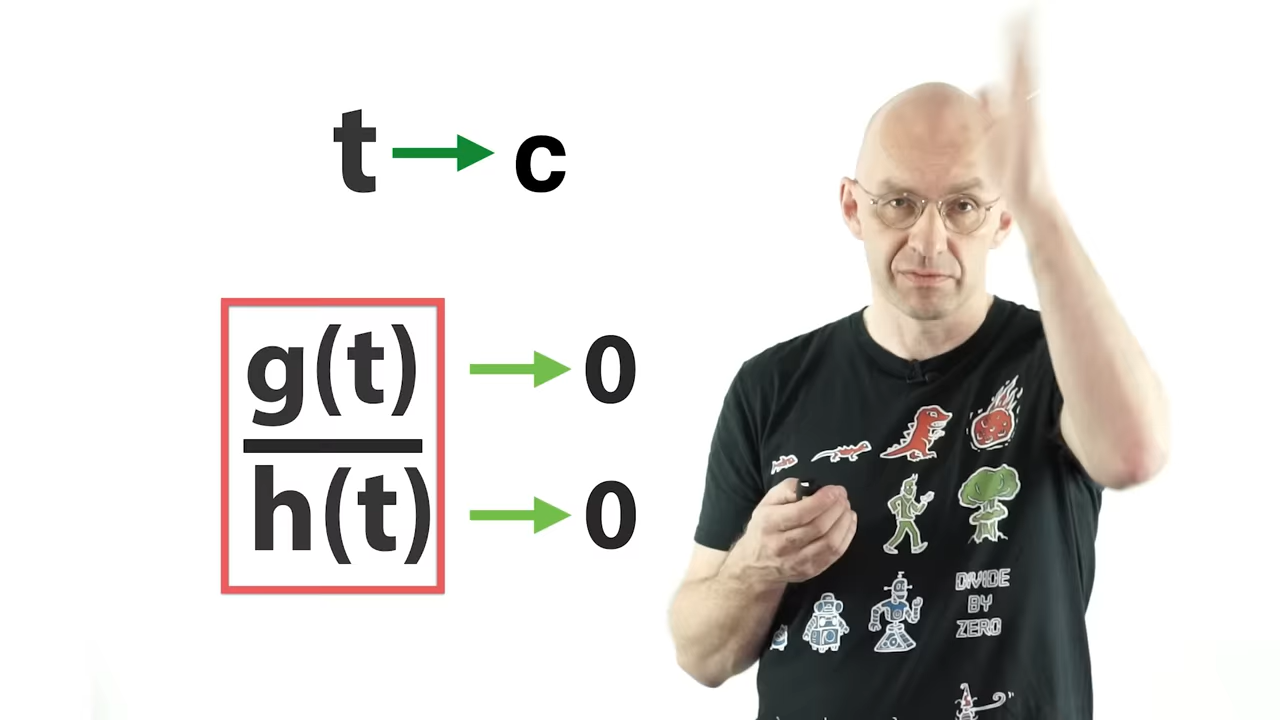 t → c
g(t) → 0
h(t) → 0
DIVIDE
BY
ZERO